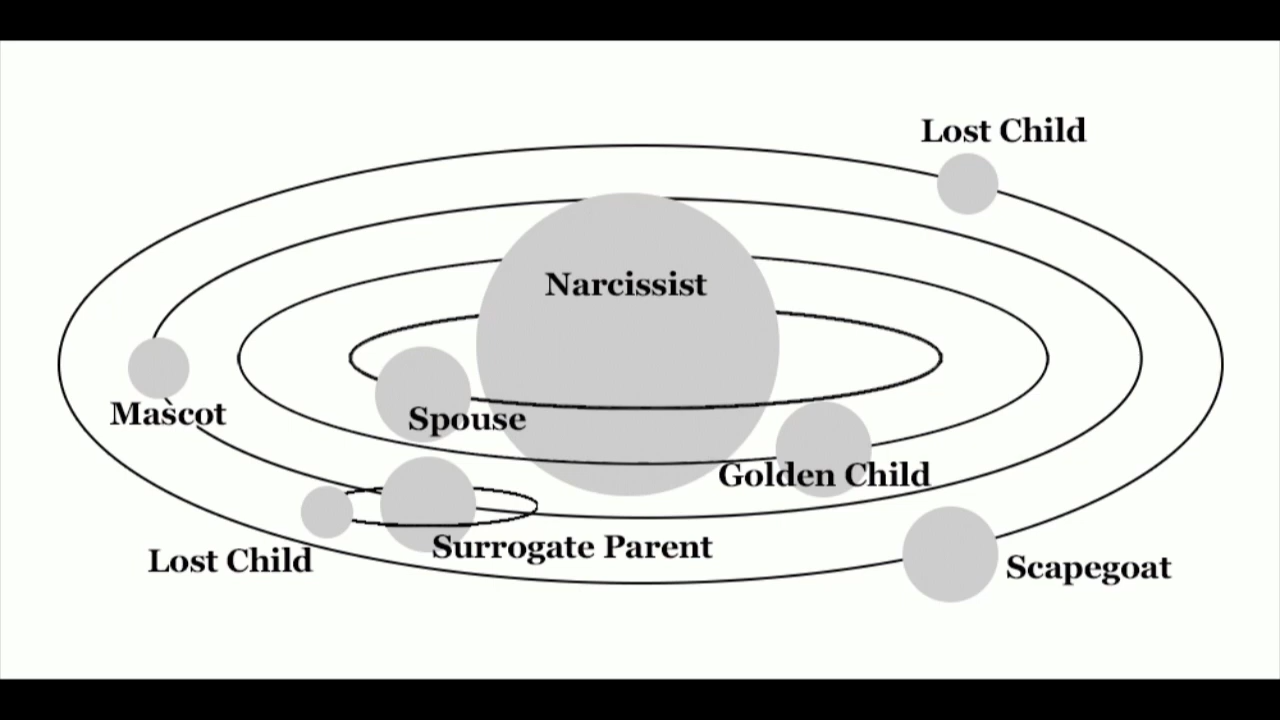 Lost Child
Narcissist
Mascot
Spouse
Golden Child
Surrogate Parent
Lost Child
Scapegoat